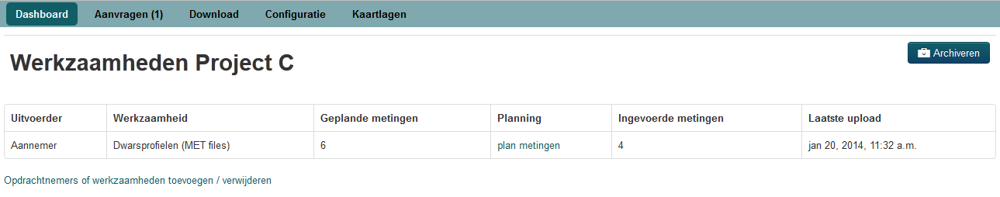 Dashboard Aanvragen (1) Download Configuratie Kaartlagen
Archiveren
Werkzaamheden Project C
Uitvoerder Werkzaamheid Geplande metingen Planning Ingevoerde metingen Laatste upload
Aannemer Dwarsprofielen (MET files) 6 plan metingen 4 jan 20, 2014, 11:32 a.m.
Opdrachtnemers of werkzaamheden toevoegen / verwijderen